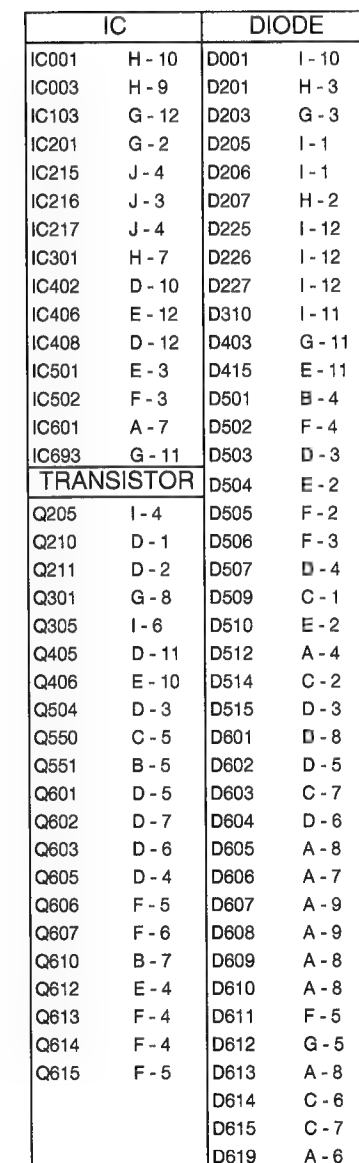 IC DIODE
IC001 H - 10 D001 I - 10
IC003 H - 9 D201 H - 3
IC103 G - 12 D203 G - 3
IC201 G - 2 D205 I - 1
IC215 J - 4 D206 I - 1
IC216 J - 3 D207 H - 2
IC217 J - 4 D225 I - 12
IC301 H - 7 D226 I - 12
IC402 D - 10 D227 I - 12
IC406 E - 12 D310 I - 11
IC408 D - 12 D403 G - 11
IC501 E - 3 D415 E - 11
IC502 F - 3 D501 B - 4
IC601 A - 7 D502 F - 4
IC693 G - 11 D503 D - 3
TRANSISTOR D504 E - 2
Q205 I - 4 D505 F - 2
Q210 D - 1 D506 F - 3
Q211 D - 2 D507 D - 4
Q301 G - 8 D509 C - 1
Q305 I - 6 D510 E - 2
Q405 D - 11 D512 A - 4
Q406 E - 10 D514 C - 2
Q504 D - 3 D515 D - 3
Q550 C - 5 D601 D - 8
Q551 B - 5 D602 D - 5
Q601 D - 5 D603 C - 7
Q602 D - 7 D604 D - 6
Q603 D - 6 D605 A - 8
Q605 D - 4 D606 A - 7
Q606 F - 5 D607 A - 9
Q607 F - 6 D608 A - 9
Q610 B - 7 D609 A - 8
Q612 E - 4 D610 A - 8
Q613 F - 4 D611 F - 5
Q614 F - 4 D612 G - 5
Q615 F - 5 D613 A - 8
D614 C - 6
D615 C - 7
D619 A - 6